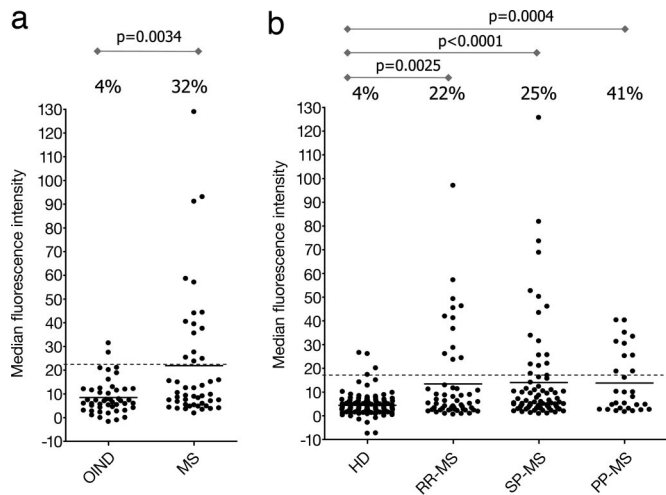 a
p=0.0034
4% 32%
Median fluorescence intensity
130
120
110
100
90
80
70
60
50
40
30
20
10
0
-10
OIND MS
b
p=0.0004
p<0.0001
p=0.0025
4% 22% 25% 41%
Median fluorescence intensity
130
120
110
100
90
80
70
60
50
40
30
20
10
0
-10
HD RR-MS SP-MS PP-MS